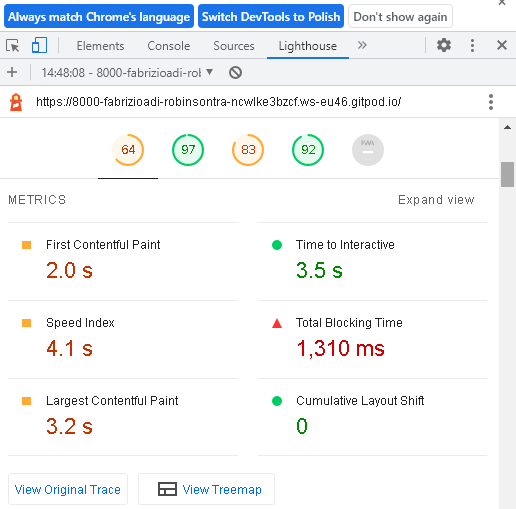 Always match Chrome's language Switch DevTools to Polish Don't show again
Elements Console Sources Lighthouse
14:48:08 - 8000-fabrizioadi-rol
https://8000-fabrizioadi-robinsontra-ncwlke3bzcf.ws-eu46.gitpod.io/
64 97 83 92 PWA
METRICS Expand view
First Contentful Paint Time to Interactive
2.0 s 3.5 s
Speed Index Total Blocking Time
4.1 s 1,310 ms
Largest Contentful Paint Cumulative Layout Shift
3.2 s 0
View Original Trace View Treemap